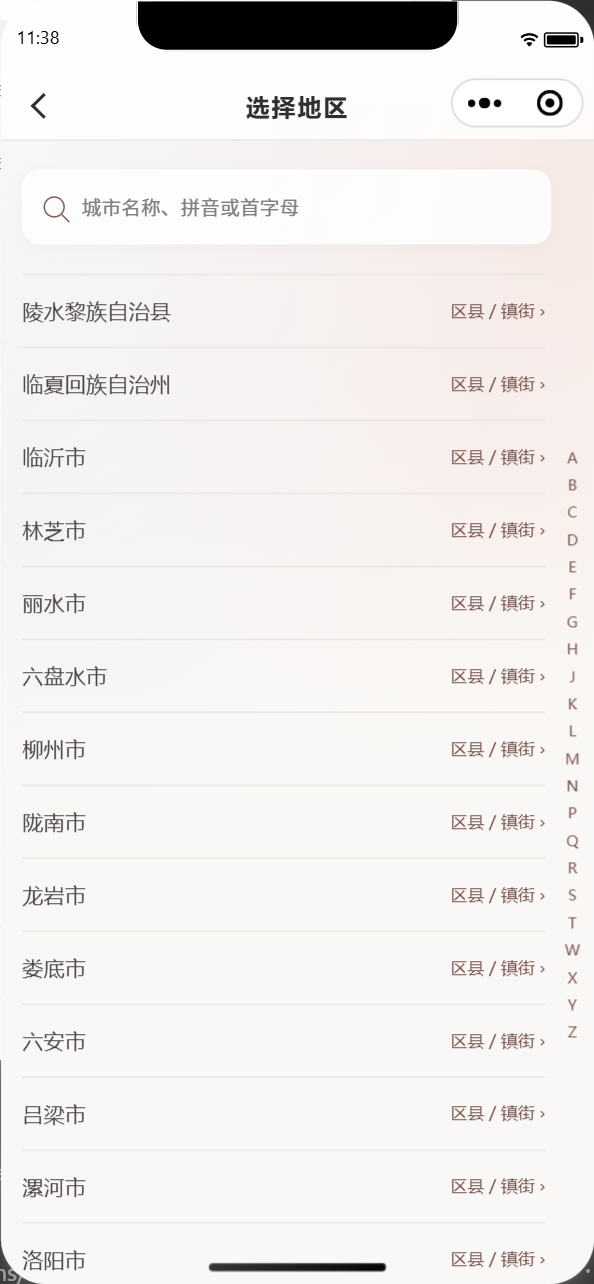 11:38
选择地区
城市名称、拼音或首字母
陵水黎族自治县 区县 / 镇街 ›
临夏回族自治州 区县 / 镇街 ›
临沂市 区县 / 镇街 ›
林芝市 区县 / 镇街 ›
丽水市 区县 / 镇街 ›
六盘水市 区县 / 镇街 ›
柳州市 区县 / 镇街 ›
陇南市 区县 / 镇街 ›
龙岩市 区县 / 镇街 ›
娄底市 区县 / 镇街 ›
六安市 区县 / 镇街 ›
吕梁市 区县 / 镇街 ›
漯河市 区县 / 镇街 ›
洛阳市 区县 / 镇街 ›
A
B
C
D
E
F
G
H
J
K
L
M
N
P
Q
R
S
T
W
X
Y
Z